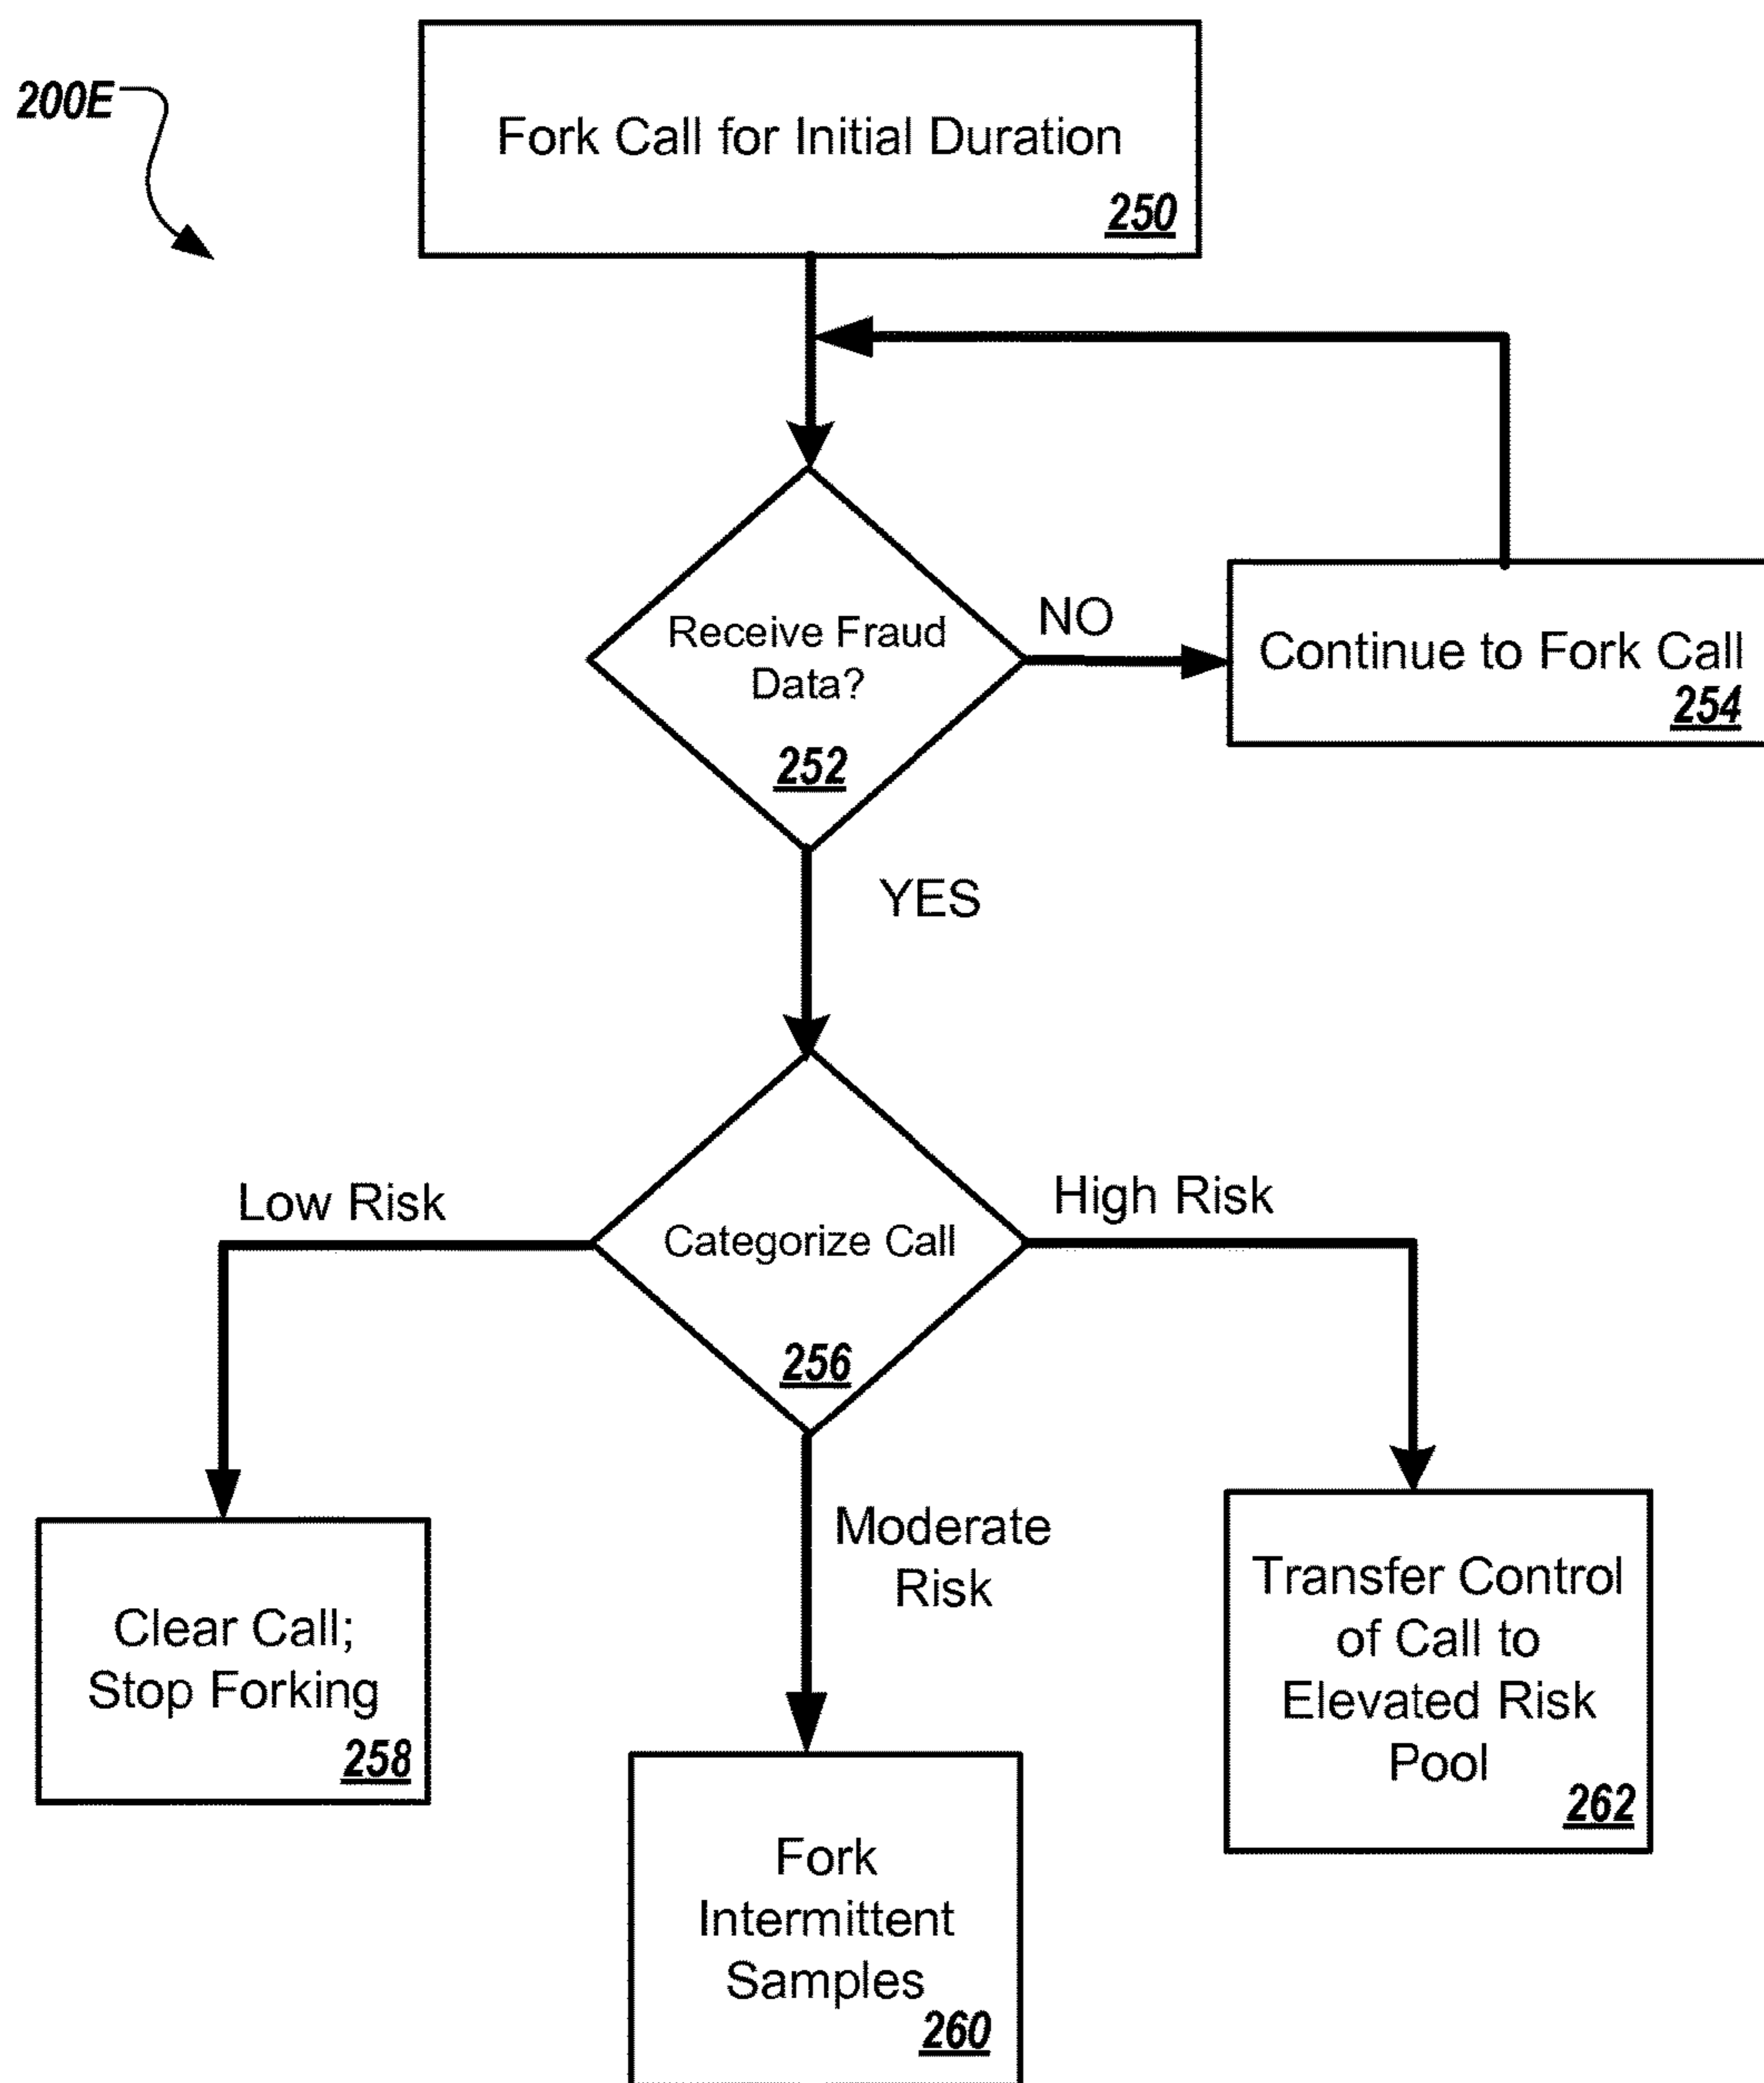 200E
Fork Call for Initial Duration
250
Receive Fraud
Data?
252
NO
Continue to Fork Call
254
YES
Categorize Call
256
Low Risk
High Risk
Moderate
Risk
Clear Call;
Stop Forking
258
Fork
Intermittent
Samples
260
Transfer Control
of Call to
Elevated Risk
Pool
262